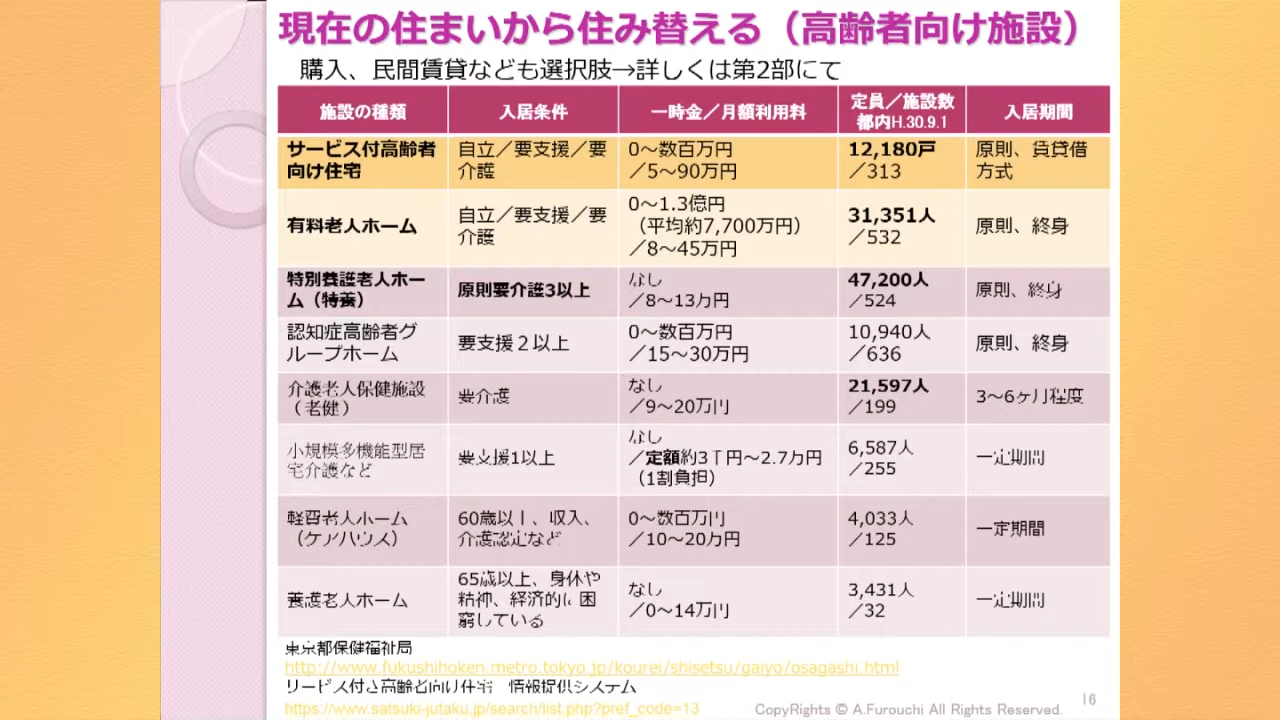 現在の住まいから住み替える（高齢者向け施設）
購入、民間賃貸なども選択肢→詳しくは第2部にて
施設の種類 入居条件 一時金／月額利用料 定員／施設数 都内H.30.9.1 入居期間
サービス付高齢者向け住宅 自立／要支援／要介護 0～数百万円／5～90万円 12,180戸／313 原則、賃貸借方式
有料老人ホーム 自立／要支援／要介護 0～1.3億円（平均約7,700万円）／8～45万円 31,351人／532 原則、終身
特別養護老人ホーム（特養） 原則要介護3以上 なし／8～13万円 47,200人／524 原則、終身
認知症高齢者グループホーム 要支援２以上 0～数百万円／15～30万円 10,940人／636 原則、終身
介護老人保健施設（老健） 要介護 なし／9～20万円 21,597人／199 3～6ヶ月程度
小規模多機能型居宅介護など 要支援1以上 なし／定額約3千円～2.7万円（1割負担） 6,587人／255 一定期間
軽費老人ホーム（ケアハウス） 60歳以上、収入、介護認定など 0～数百万円／10～20万円 4,033人／125 一定期間
養護老人ホーム 65歳以上、身体や精神、経済的に困窮している なし／0～14万円 3,431人／32 一定期間
東京都保健福祉局
http://www.fukushihoken.metro.tokyo.jp/kourei/shisetsu/gaiyo/osagashi.html
サービス付き高齢者向け住宅 情報提供システム
https://www.satsuki-jutaku.jp/search/list.php?pref_code=13
CopyRights © A.Furouchi All Rights Reserved.
16